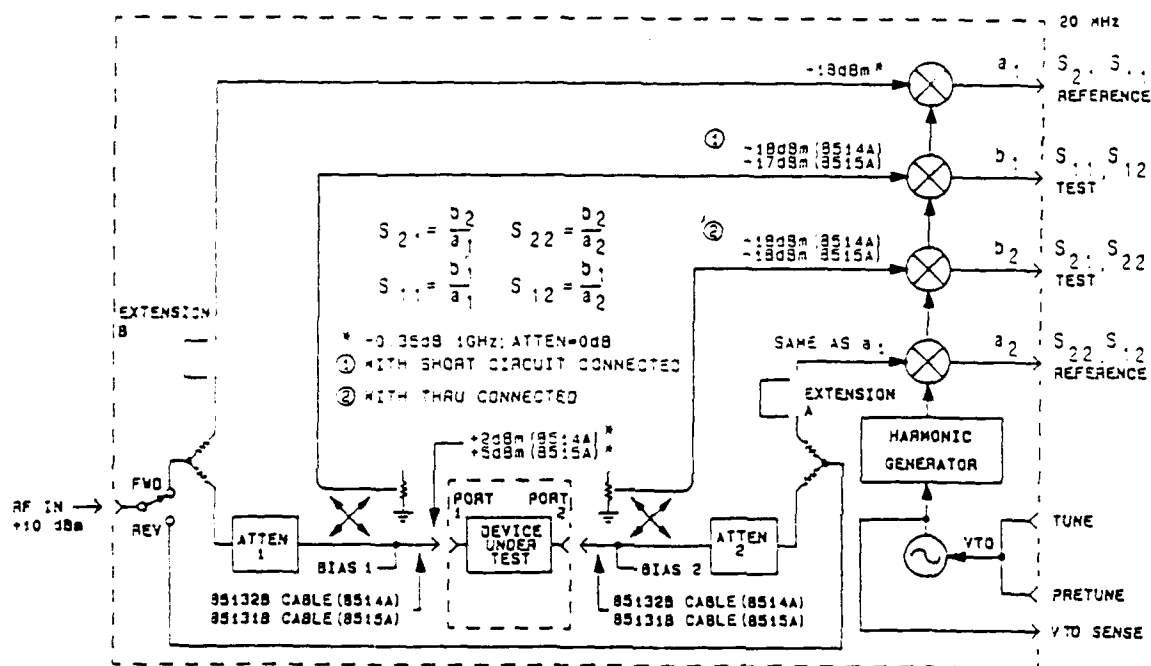 20 MHz
-18dBm*
a1
S21, S11
REFERENCE
①
-18dBm (8514A)
-17dBm (8515A)
b1
S11, S12
TEST
②
-18dBm (8514A)
-18dBm (8515A)
b2
S21, S22
TEST
S21 = b2/a1
S22 = b2/a2
S11 = b1/a1
S12 = b1/a2
EXTENSION
B
* -0.35dB 1GHz; ATTEN=0dB
① WITH SHORT CIRCUIT CONNECTED
② WITH THRU CONNECTED
SAME AS a1
a2
S22, S12
REFERENCE
EXTENSION
A
+2dBm (8514A)*
+5dBm (8515A)*
HARMONIC
GENERATOR
RF IN
+10 dBm
FWD
REV
ATTEN
1
BIAS 1
PORT
1
PORT
2
DEVICE
UNDER
TEST
BIAS 2
ATTEN
2
85132B CABLE (8514A)
85131B CABLE (8515A)
85132B CABLE (8514A)
85131B CABLE (8515A)
VTO
TUNE
PRETUNE
VTO SENSE